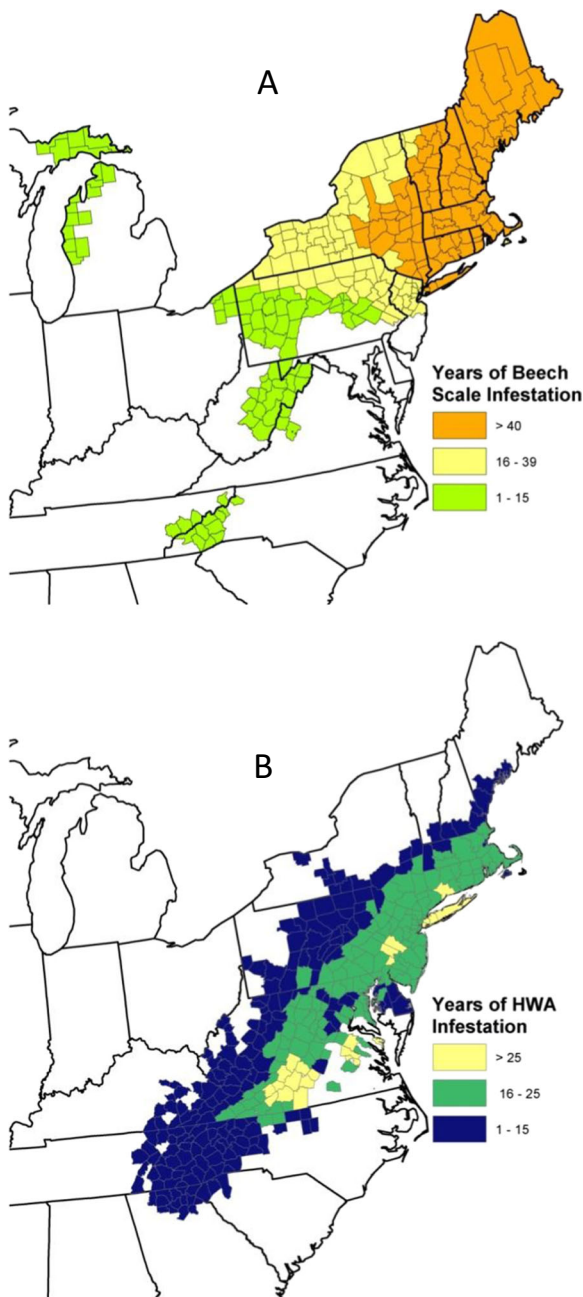 A
Years of Beech
Scale Infestation
> 40
16 - 39
1 - 15
B
Years of HWA
Infestation
> 25
16 - 25
1 - 15